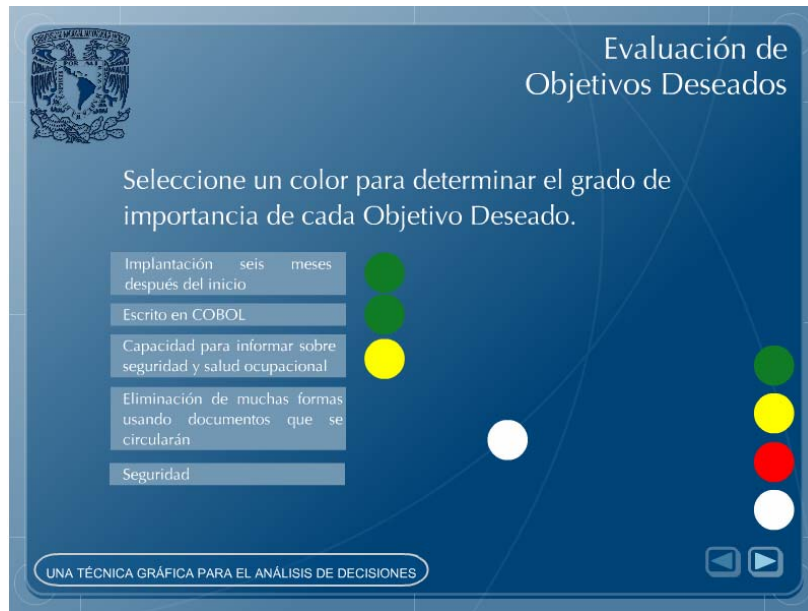 Evaluación de
Objetivos Deseados
Seleccione un color para determinar el grado de
importancia de cada Objetivo Deseado.
Implantación seis meses
después del inicio
Escrito en COBOL
Capacidad para informar sobre
seguridad y salud ocupacional
Eliminación de muchas formas
usando documentos que se
circularán
Seguridad
UNA TÉCNICA GRÁFICA PARA EL ANÁLISIS DE DECISIONES